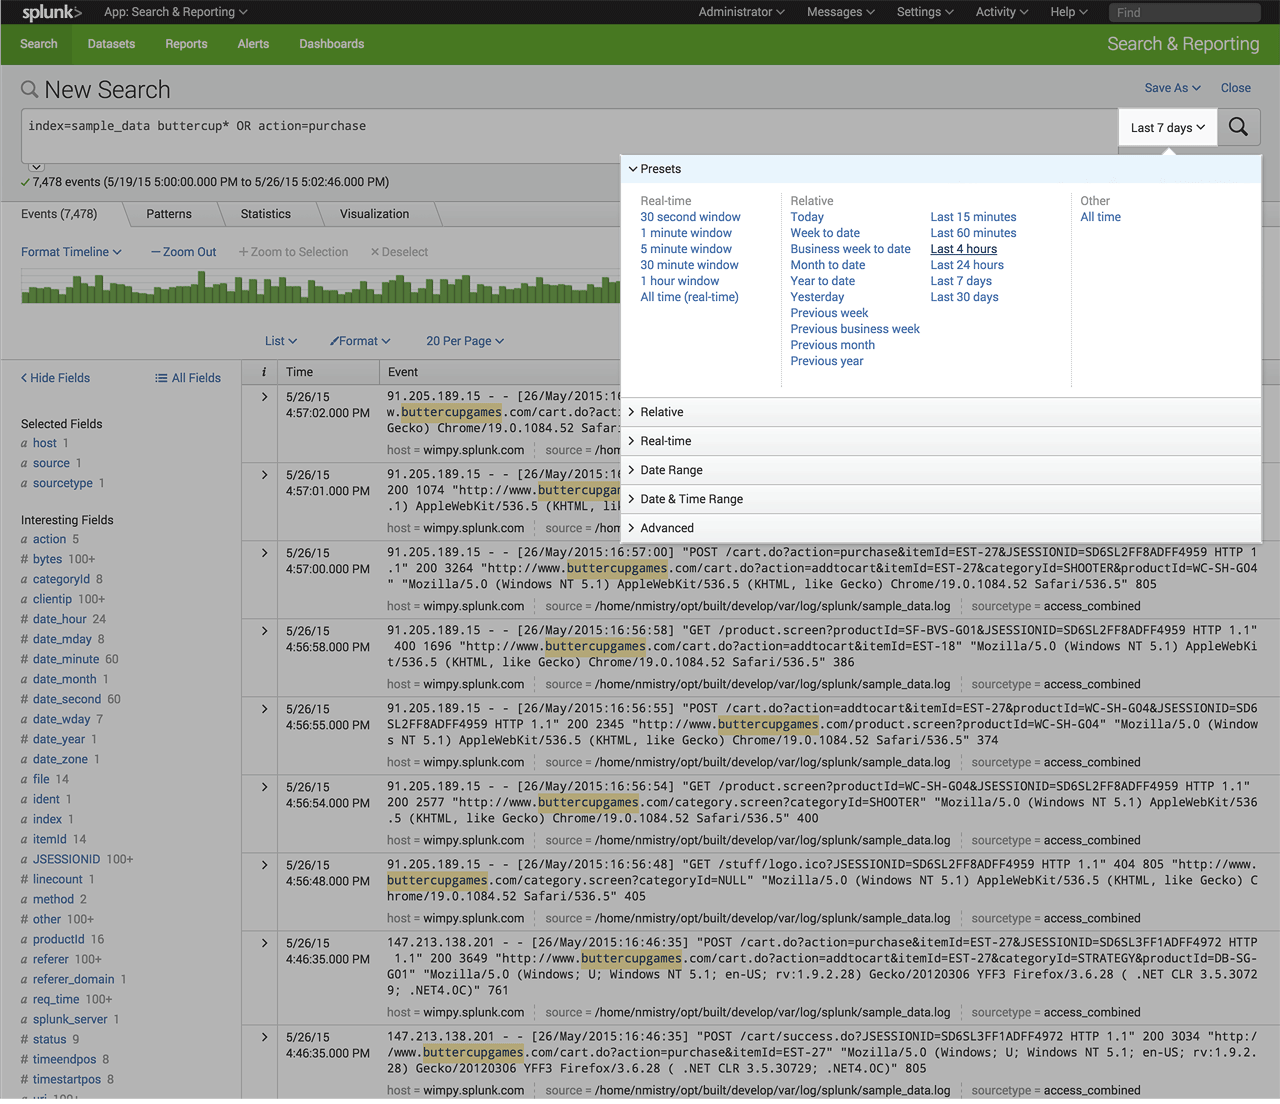 splunk> App: Search & Reporting Administrator Messages Settings Activity Help Find
Search Datasets Reports Alerts Dashboards Search & Reporting
New Search Save As Close
index=sample_data buttercup* OR action=purchase Last 7 days
7,478 events (5/19/15 5:00:00.000 PM to 5/26/15 5:02:46.000 PM)
Events (7,478) Patterns Statistics Visualization
Format Timeline — Zoom Out + Zoom to Selection × Deselect
List Format 20 Per Page
Presets
Real-time
30 second window
1 minute window
5 minute window
30 minute window
1 hour window
All time (real-time)
Relative
Today
Week to date
Business week to date
Month to date
Year to date
Yesterday
Previous week
Previous business week
Previous month
Previous year
Last 15 minutes
Last 60 minutes
Last 4 hours
Last 24 hours
Last 7 days
Last 30 days
Other
All time
Relative
Real-time
Date Range
Date & Time Range
Advanced
Hide Fields All Fields
Selected Fields
a host 1
a source 1
a sourcetype 1
Interesting Fields
a action 5
# bytes 100+
a categoryId 8
a clientip 100+
# date_hour 24
# date_mday 8
# date_minute 60
a date_month 1
# date_second 60
a date_wday 7
# date_year 1
a date_zone 1
a file 14
a ident 1
a index 1
a itemId 14
a JSESSIONID 100+
# linecount 1
a method 2
# other 100+
a productId 16
a referer 100+
a referer_domain 1
a req_time 100+
a splunk_server 1
# status 9
# timeendpos 8
# timestartpos 8
i Time Event
5/26/15
4:57:02.000 PM
91.205.189.15 - - [26/May/2015:16
w.buttercupgames.com/cart.do?acti
Gecko) Chrome/19.0.1084.52 Safari
host = wimpy.splunk.com source = /hom
5/26/15
4:57:01.000 PM
91.205.189.15 - - [26/May/2015:1
200 1074 "http://www.buttercupgam
.1) AppleWebKit/536.5 (KHTML, lik
host = wimpy.splunk.com source = /hom
5/26/15
4:57:00.000 PM
91.205.189.15 - - [26/May/2015:16:57:00] "POST /cart.do?action=purchase&itemId=EST-27&JSESSIONID=SD6SL2FF8ADFF4959 HTTP 1
.1" 200 3264 "http://www.buttercupgames.com/cart.do?action=addtocart&itemId=EST-27&categoryId=SHOOTER&productId=WC-SH-G04
" "Mozilla/5.0 (Windows NT 5.1) AppleWebKit/536.5 (KHTML, like Gecko) Chrome/19.0.1084.52 Safari/536.5" 805
host = wimpy.splunk.com source = /home/nmistry/opt/built/develop/var/log/splunk/sample_data.log sourcetype = access_combined
5/26/15
4:56:58.000 PM
91.205.189.15 - - [26/May/2015:16:56:58] "GET /product.screen?productId=SF-BVS-G01&JSESSIONID=SD6SL2FF8ADFF4959 HTTP 1.1"
400 1696 "http://www.buttercupgames.com/cart.do?action=addtocart&itemId=EST-18" "Mozilla/5.0 (Windows NT 5.1) AppleWebKi
t/536.5 (KHTML, like Gecko) Chrome/19.0.1084.52 Safari/536.5" 386
host = wimpy.splunk.com source = /home/nmistry/opt/built/develop/var/log/splunk/sample_data.log sourcetype = access_combined
5/26/15
4:56:55.000 PM
91.205.189.15 - - [26/May/2015:16:56:55] "POST /cart.do?action=addtocart&itemId=EST-27&productId=WC-SH-G04&JSESSIONID=SD6
SL2FF8ADFF4959 HTTP 1.1" 200 2345 "http://www.buttercupgames.com/product.screen?productId=WC-SH-G04" "Mozilla/5.0 (Window
s NT 5.1) AppleWebKit/536.5 (KHTML, like Gecko) Chrome/19.0.1084.52 Safari/536.5" 374
host = wimpy.splunk.com source = /home/nmistry/opt/built/develop/var/log/splunk/sample_data.log sourcetype = access_combined
5/26/15
4:56:54.000 PM
91.205.189.15 - - [26/May/2015:16:56:54] "GET /product.screen?productId=WC-SH-G04&JSESSIONID=SD6SL2FF8ADFF4959 HTTP 1.1"
200 2577 "http://www.buttercupgames.com/category.screen?categoryId=SHOOTER" "Mozilla/5.0 (Windows NT 5.1) AppleWebKit/536
.5 (KHTML, like Gecko) Chrome/19.0.1084.52 Safari/536.5" 400
host = wimpy.splunk.com source = /home/nmistry/opt/built/develop/var/log/splunk/sample_data.log sourcetype = access_combined
5/26/15
4:56:48.000 PM
91.205.189.15 - - [26/May/2015:16:56:48] "GET /stuff/logo.ico?JSESSIONID=SD6SL2FF8ADFF4959 HTTP 1.1" 404 805 "http://www.
buttercupgames.com/category.screen?categoryId=NULL" "Mozilla/5.0 (Windows NT 5.1) AppleWebKit/536.5 (KHTML, like Gecko) C
hrome/19.0.1084.52 Safari/536.5" 405
host = wimpy.splunk.com source = /home/nmistry/opt/built/develop/var/log/splunk/sample_data.log sourcetype = access_combined
5/26/15
4:46:35.000 PM
147.213.138.201 - - [26/May/2015:16:46:35] "POST /cart.do?action=purchase&itemId=EST-27&JSESSIONID=SD6SL3FF1ADFF4972 HTTP
1.1" 200 3649 "http://www.buttercupgames.com/cart.do?action=addtocart&itemId=EST-27&categoryId=STRATEGY&productId=DB-SG-
G01" "Mozilla/5.0 (Windows; U; Windows NT 5.1; en-US; rv:1.9.2.28) Gecko/20120306 YFF3 Firefox/3.6.28 ( .NET CLR 3.5.3072
9; .NET4.0C)" 761
host = wimpy.splunk.com source = /home/nmistry/opt/built/develop/var/log/splunk/sample_data.log sourcetype = access_combined
5/26/15
4:46:35.000 PM
147.213.138.201 - - [26/May/2015:16:46:35] "POST /cart/success.do?JSESSIONID=SD6SL3FF1ADFF4972 HTTP 1.1" 200 3034 "http:/
/www.buttercupgames.com/cart.do?action=purchase&itemId=EST-27" "Mozilla/5.0 (Windows; U; Windows NT 5.1; en-US; rv:1.9.2.
28) Gecko/20120306 YFF3 Firefox/3.6.28 ( .NET CLR 3.5.30729; .NET4.0C)" 805
host = wimpy.splunk.com source = /home/nmistry/opt/built/develop/var/log/splunk/sample_data.log sourcetype = access_combined